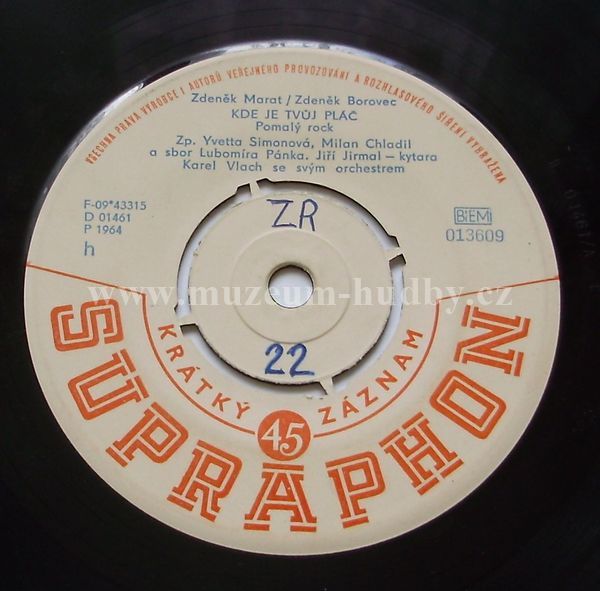 VŠECHNA PRÁVA VÝROBCE I AUTORŮ VEŘEJNÉHO PROVOZOVÁNÍ A ROZHLASOVÉHO ŠÍŘENÍ VYHRAŽENA
Zdeněk Marat / Zdeněk Borovec
KDE JE TVŮJ PLÁČ
Pomalý rock
Zp. Yvetta Simonová, Milan Chladil
a sbor Lubomíra Pánka. Jiří Jirmal – kytara
Karel Vlach se svým orchestrem
F-09*43315
D 01461
P 1964
h
ZR
BIEM
013609
www.muzeum-hudby.cz
22
KRÁTKÝ 45 ZÁZNAM
SUPRAPHON